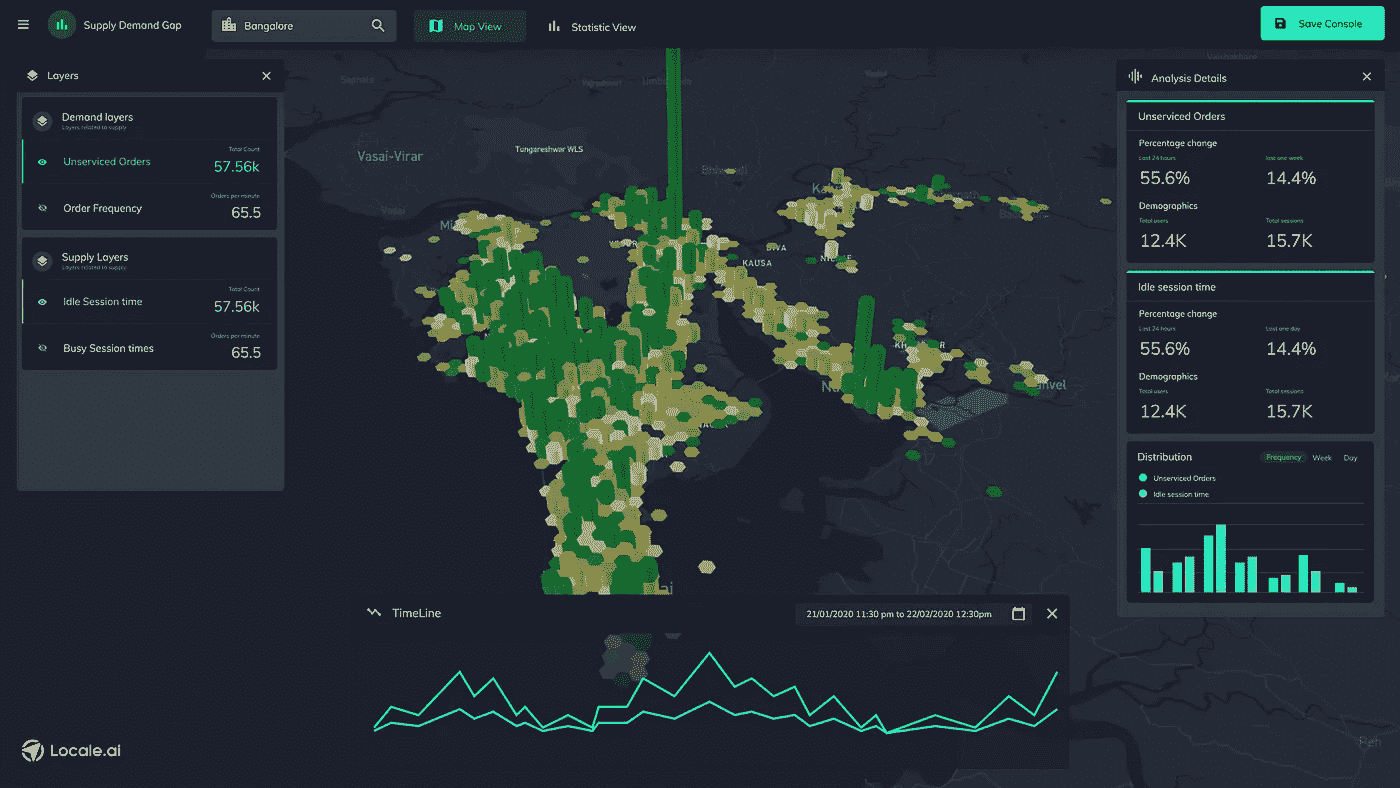 Supply Demand Gap
Bangalore
Map View
Statistic View
Save Console
Layers
Demand layers
Layers related to supply
Unserviced Orders
Total Count
57.56k
Order Frequency
Orders per minute
65.5
Supply Layers
Layers related to supply
Idle Session time
Total Count
57.56k
Busy Session times
Orders per minute
65.5
Vasai-Virar
Tungareshwar WLS
Vasai
DIVA
KAUSA
Analysis Details
Unserviced Orders
Percentage change
Last 24 hours
last one week
55.6%
14.4%
Demographics
Total users
Total sessions
12.4K
15.7K
Idle session time
Percentage change
Last 24 hours
Last one day
55.6%
14.4%
Demographics
Total users
Total sessions
12.4K
15.7K
Distribution
Frequency
Week
Day
Unserviced Orders
Idle session time
TimeLine
21/01/2020 11:30 pm to 22/02/2020 12:30pm
Locale.ai
Pen